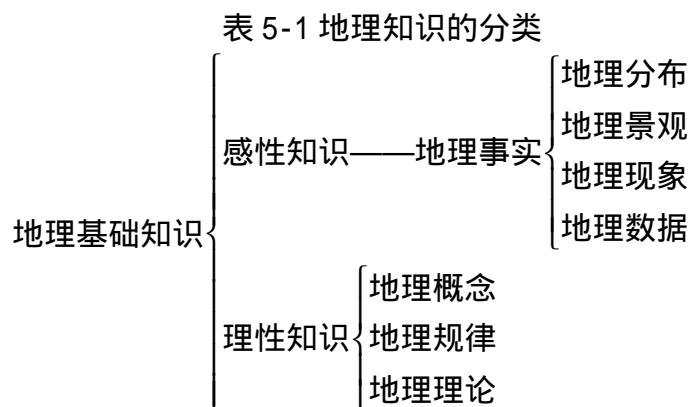 表 5-1 地理知识的分类
地理分布
地理景观
感性知识——地理事实
地理现象
地理数据
地理基础知识
地理概念
理性知识
地理规律
地理理论